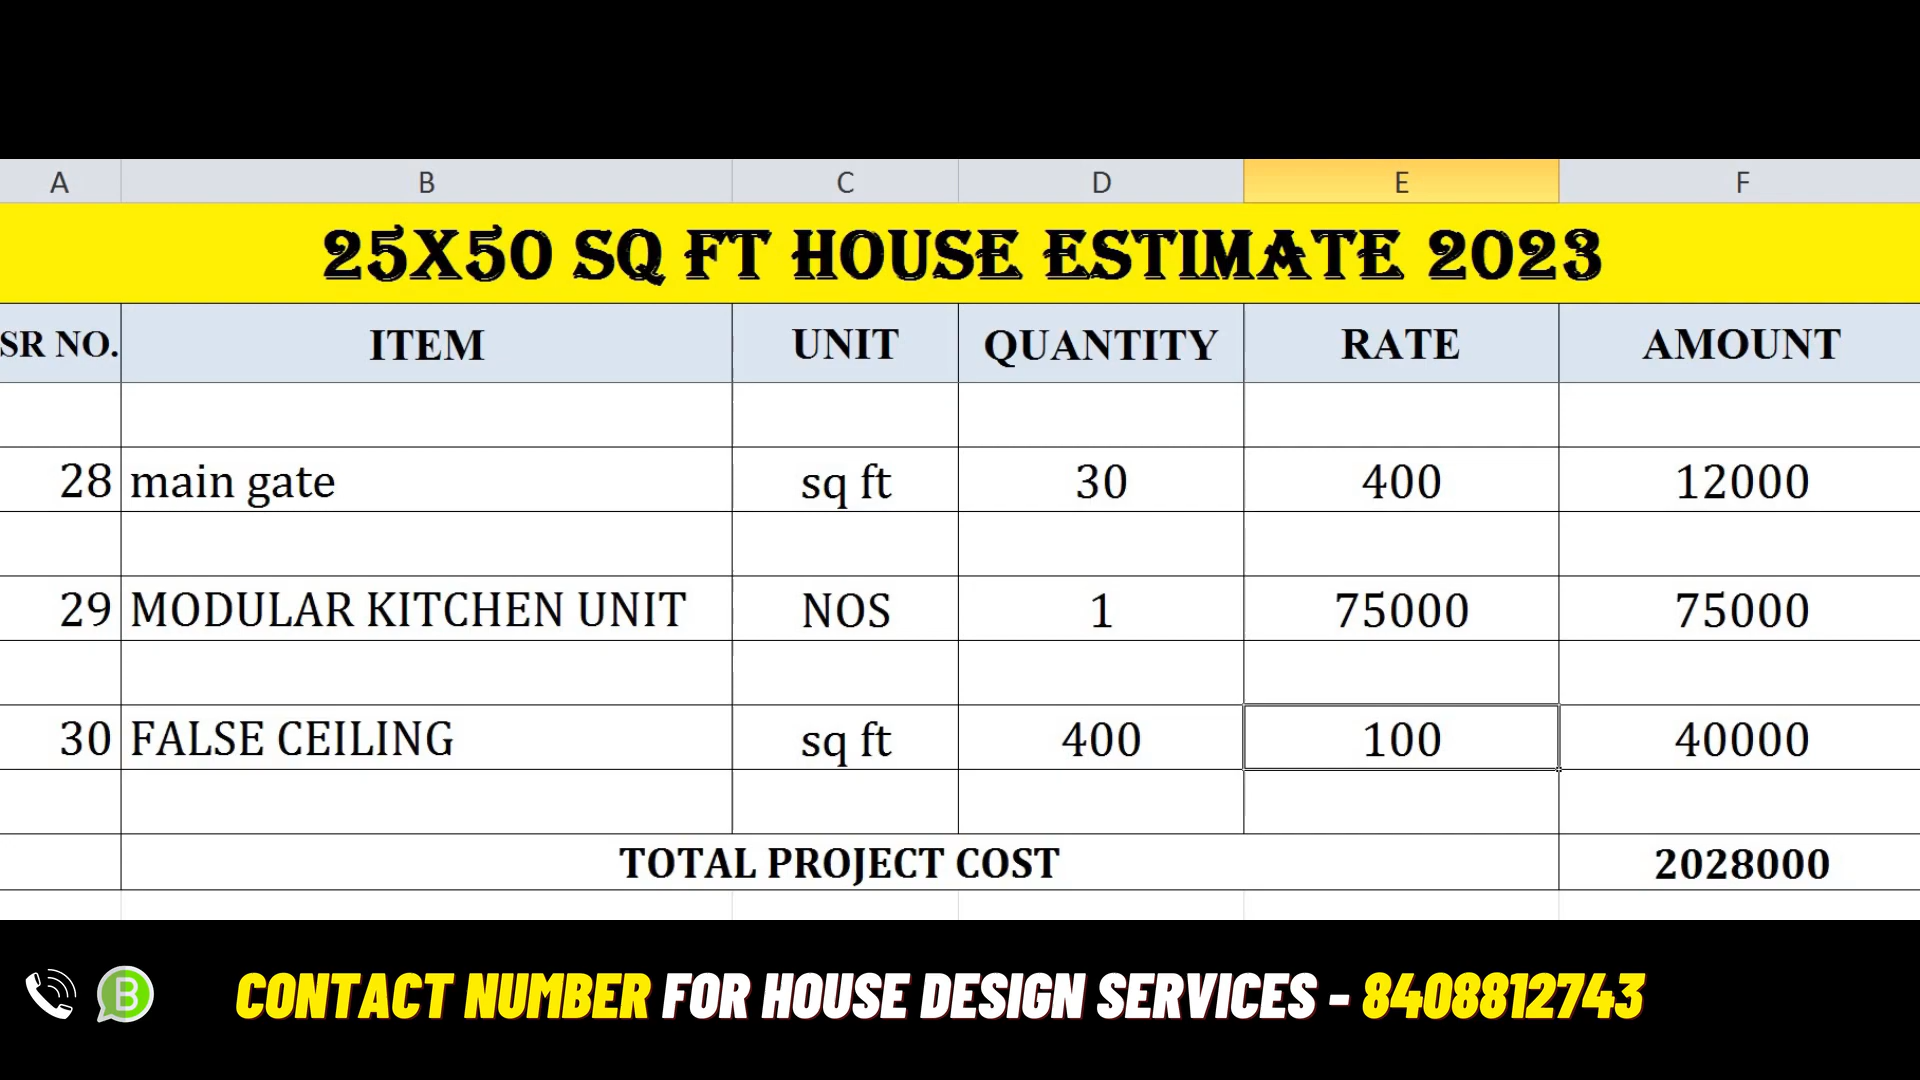 A B C D E F
25X50 SQ FT HOUSE ESTIMATE 2023
SR NO. ITEM UNIT QUANTITY RATE AMOUNT
28 main gate sq ft 30 400 12000
29 MODULAR KITCHEN UNIT NOS 1 75000 75000
30 FALSE CEILING sq ft 400 100 40000
TOTAL PROJECT COST 2028000
B CONTACT NUMBER FOR HOUSE DESIGN SERVICES - 8408812743